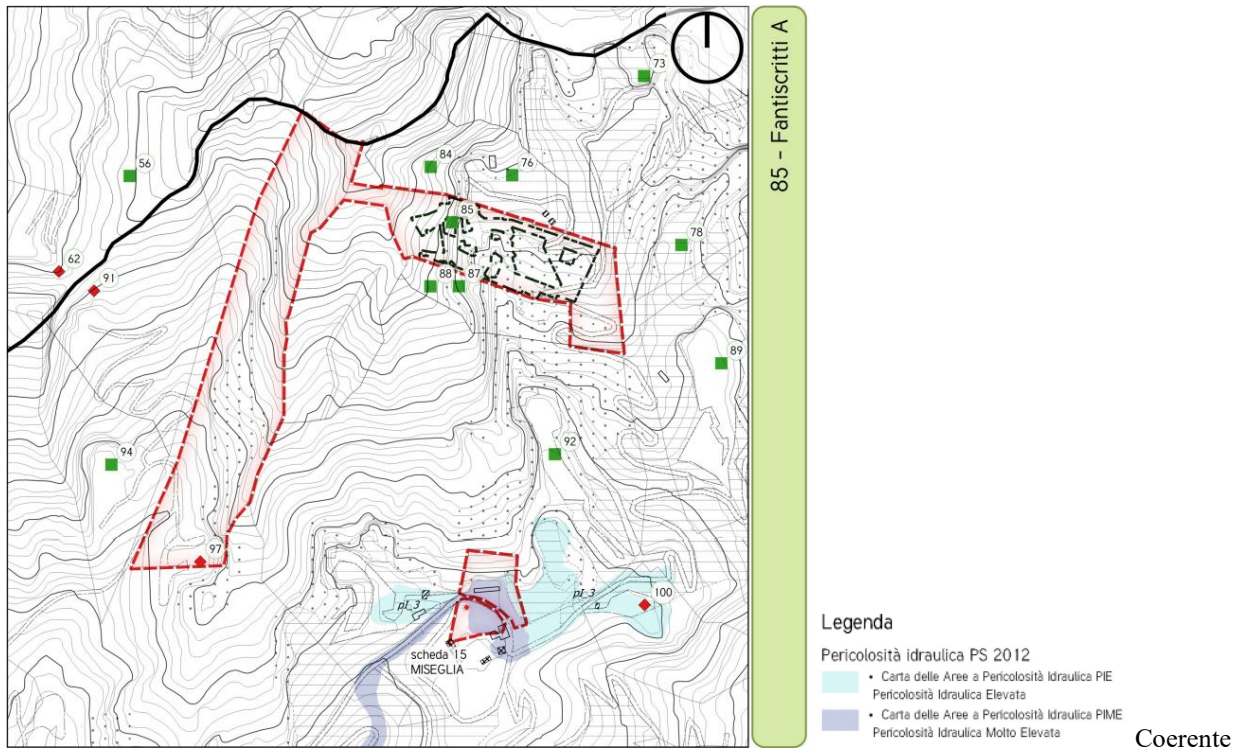 73
84
76
56
85
78
62
91
88
87
89
92
94
97
pI_3
pI_3
100
scheda 15
MISEGLIA
85 - Fantiscritti A
Legenda
Pericolosità idraulica PS 2012
• Carta delle Aree a Pericolosità Idraulica PIE
Pericolosità Idraulica Elevata
• Carta delle Aree a Pericolosità Idraulica PIME
Pericolosità Idraulica Molto Elevata
Coerente